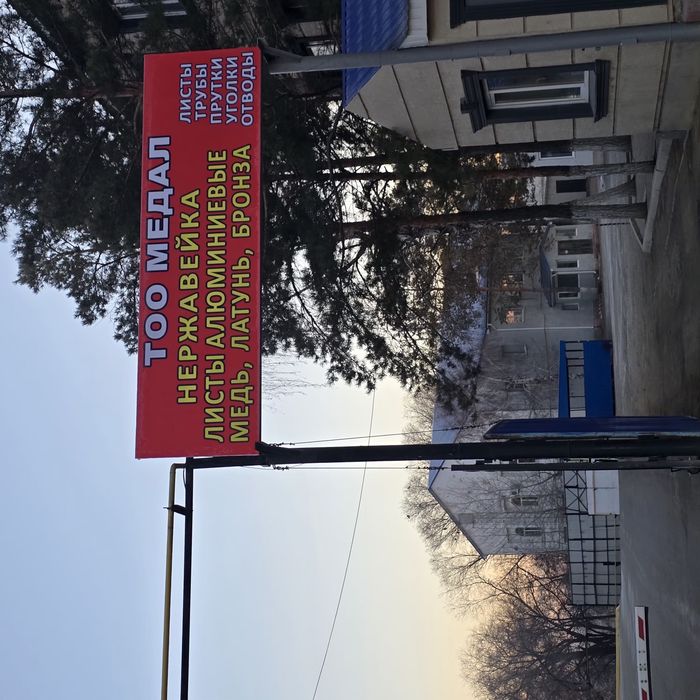 ТОО МЕДАЛ
НЕРЖАВЕЙКА
ЛИСТЫ АЛЮМИНИЕВЫЕ
МЕДЬ, ЛАТУНЬ, БРОНЗА
ЛИСТЫ
ТРУБЫ
ПРУТКИ
УГОЛКИ
ОТВОДЫ